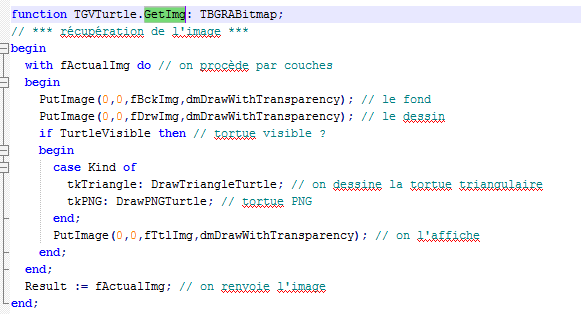 function TGVTurtle.GetImg: TBGRABitmap;
// *** récupération de l'image ***
begin
  with fActualImg do // on procède par couches
  begin
    PutImage(0,0,fBckImg,dmDrawWithTransparency); // le fond
    PutImage(0,0,fDrwImg,dmDrawWithTransparency); // le dessin
    if TurtleVisible then // tortue visible ?
    begin
      case Kind of
        tkTriangle: DrawTriangleTurtle; // on dessine la tortue triangulaire
        tkPNG: DrawPNGTurtle; // tortue PNG
      end;
      PutImage(0,0,fTtlImg,dmDrawWithTransparency); // on l'affiche
    end;
  end;
  Result := fActualImg; // on renvoie l'image
end;